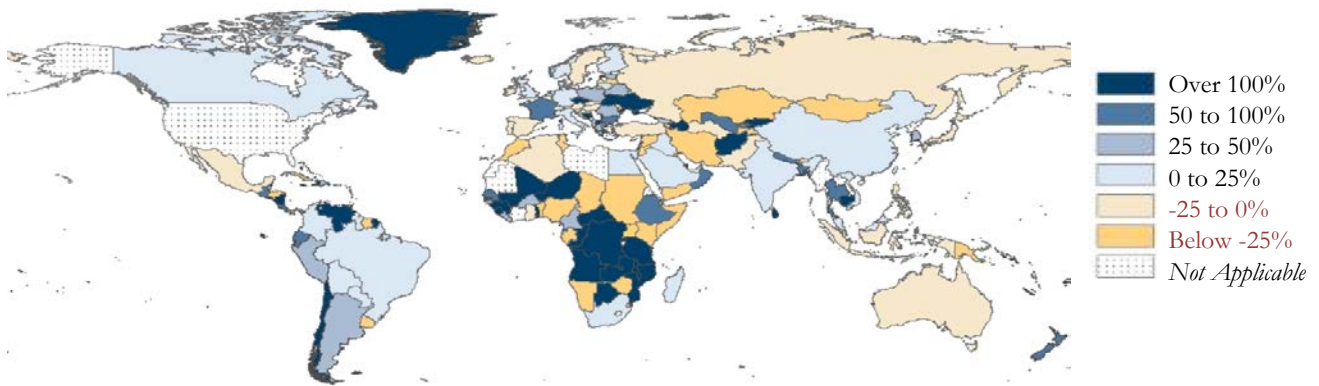 Over 100%
50 to 100%
25 to 50%
0 to 25%
-25 to 0%
Below -25%
Not Applicable